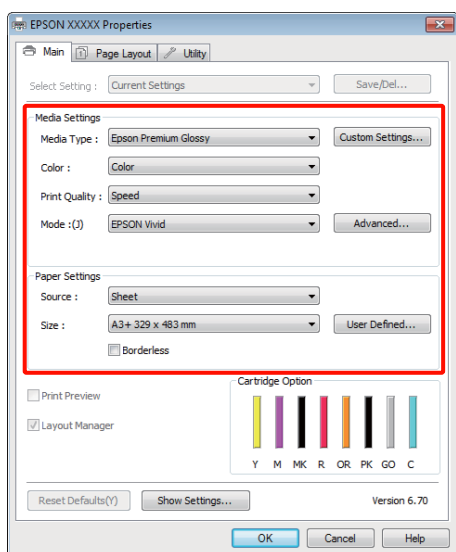 EPSON XXXXX Properties
Main Page Layout Utility
Select Setting : Current Settings Save/Del...
Media Settings
Media Type : Epson Premium Glossy Custom Settings...
Color : Color
Print Quality : Speed
Mode :(J) EPSON Vivid Advanced...
Paper Settings
Source : Sheet
Size : A3+ 329 x 483 mm User Defined...
Borderless
Print Preview
Layout Manager
Cartridge Option
Y M MK R OR PK GO C
Reset Defaults(Y) Show Settings... Version 6.70
OK Cancel Help